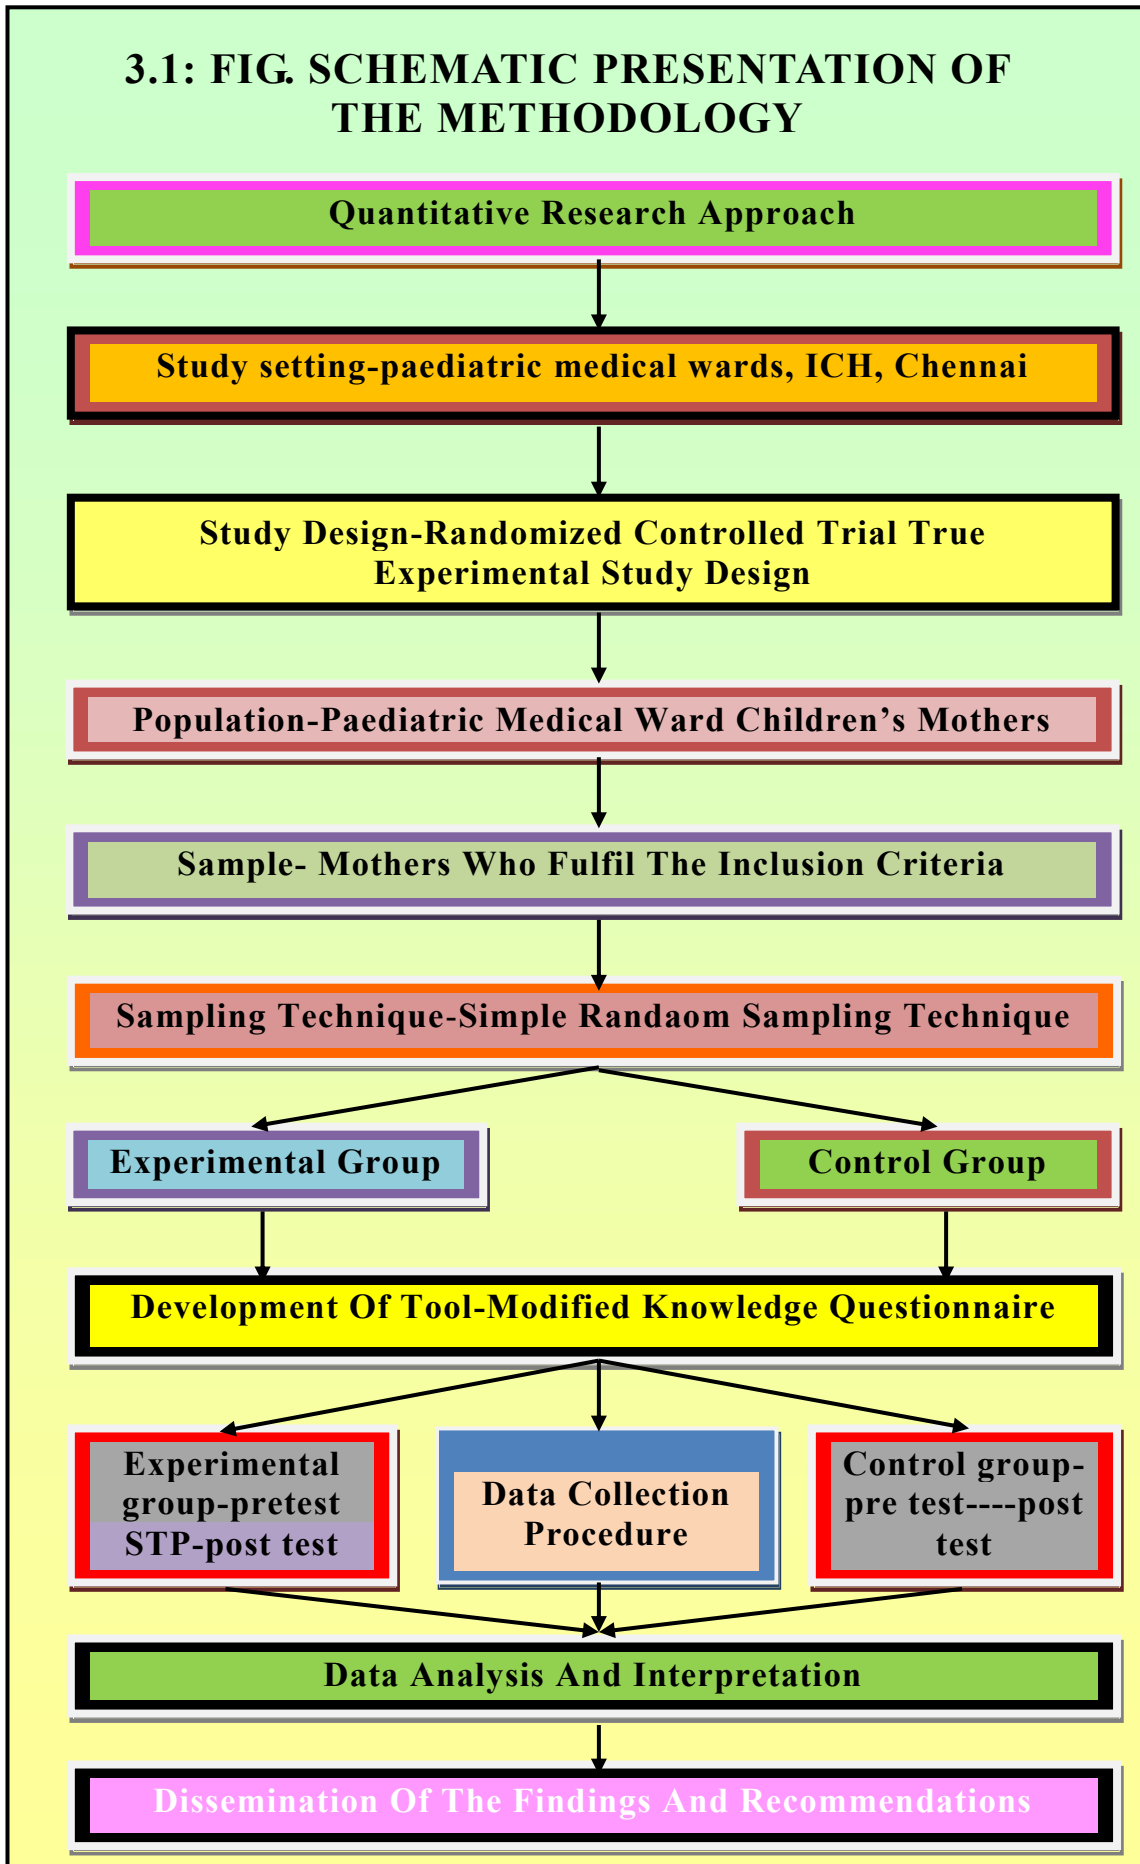 3.1: FIG. SCHEMATIC PRESENTATION OF
THE METHODOLOGY
Quantitative Research Approach
Study setting-paediatric medical wards, ICH, Chennai
Study Design-Randomized Controlled Trial True
Experimental Study Design
Population-Paediatric Medical Ward Children’s Mothers
Sample- Mothers Who Fulfil The Inclusion Criteria
Sampling Technique-Simple Randaom Sampling Technique
Experimental Group
Control Group
Development Of Tool-Modified Knowledge Questionnaire
Experimental
group-pretest
STP-post test
Data Collection
Procedure
Control group-
pre test----post
test
Data Analysis And Interpretation
Dissemination Of The Findings And Recommendations